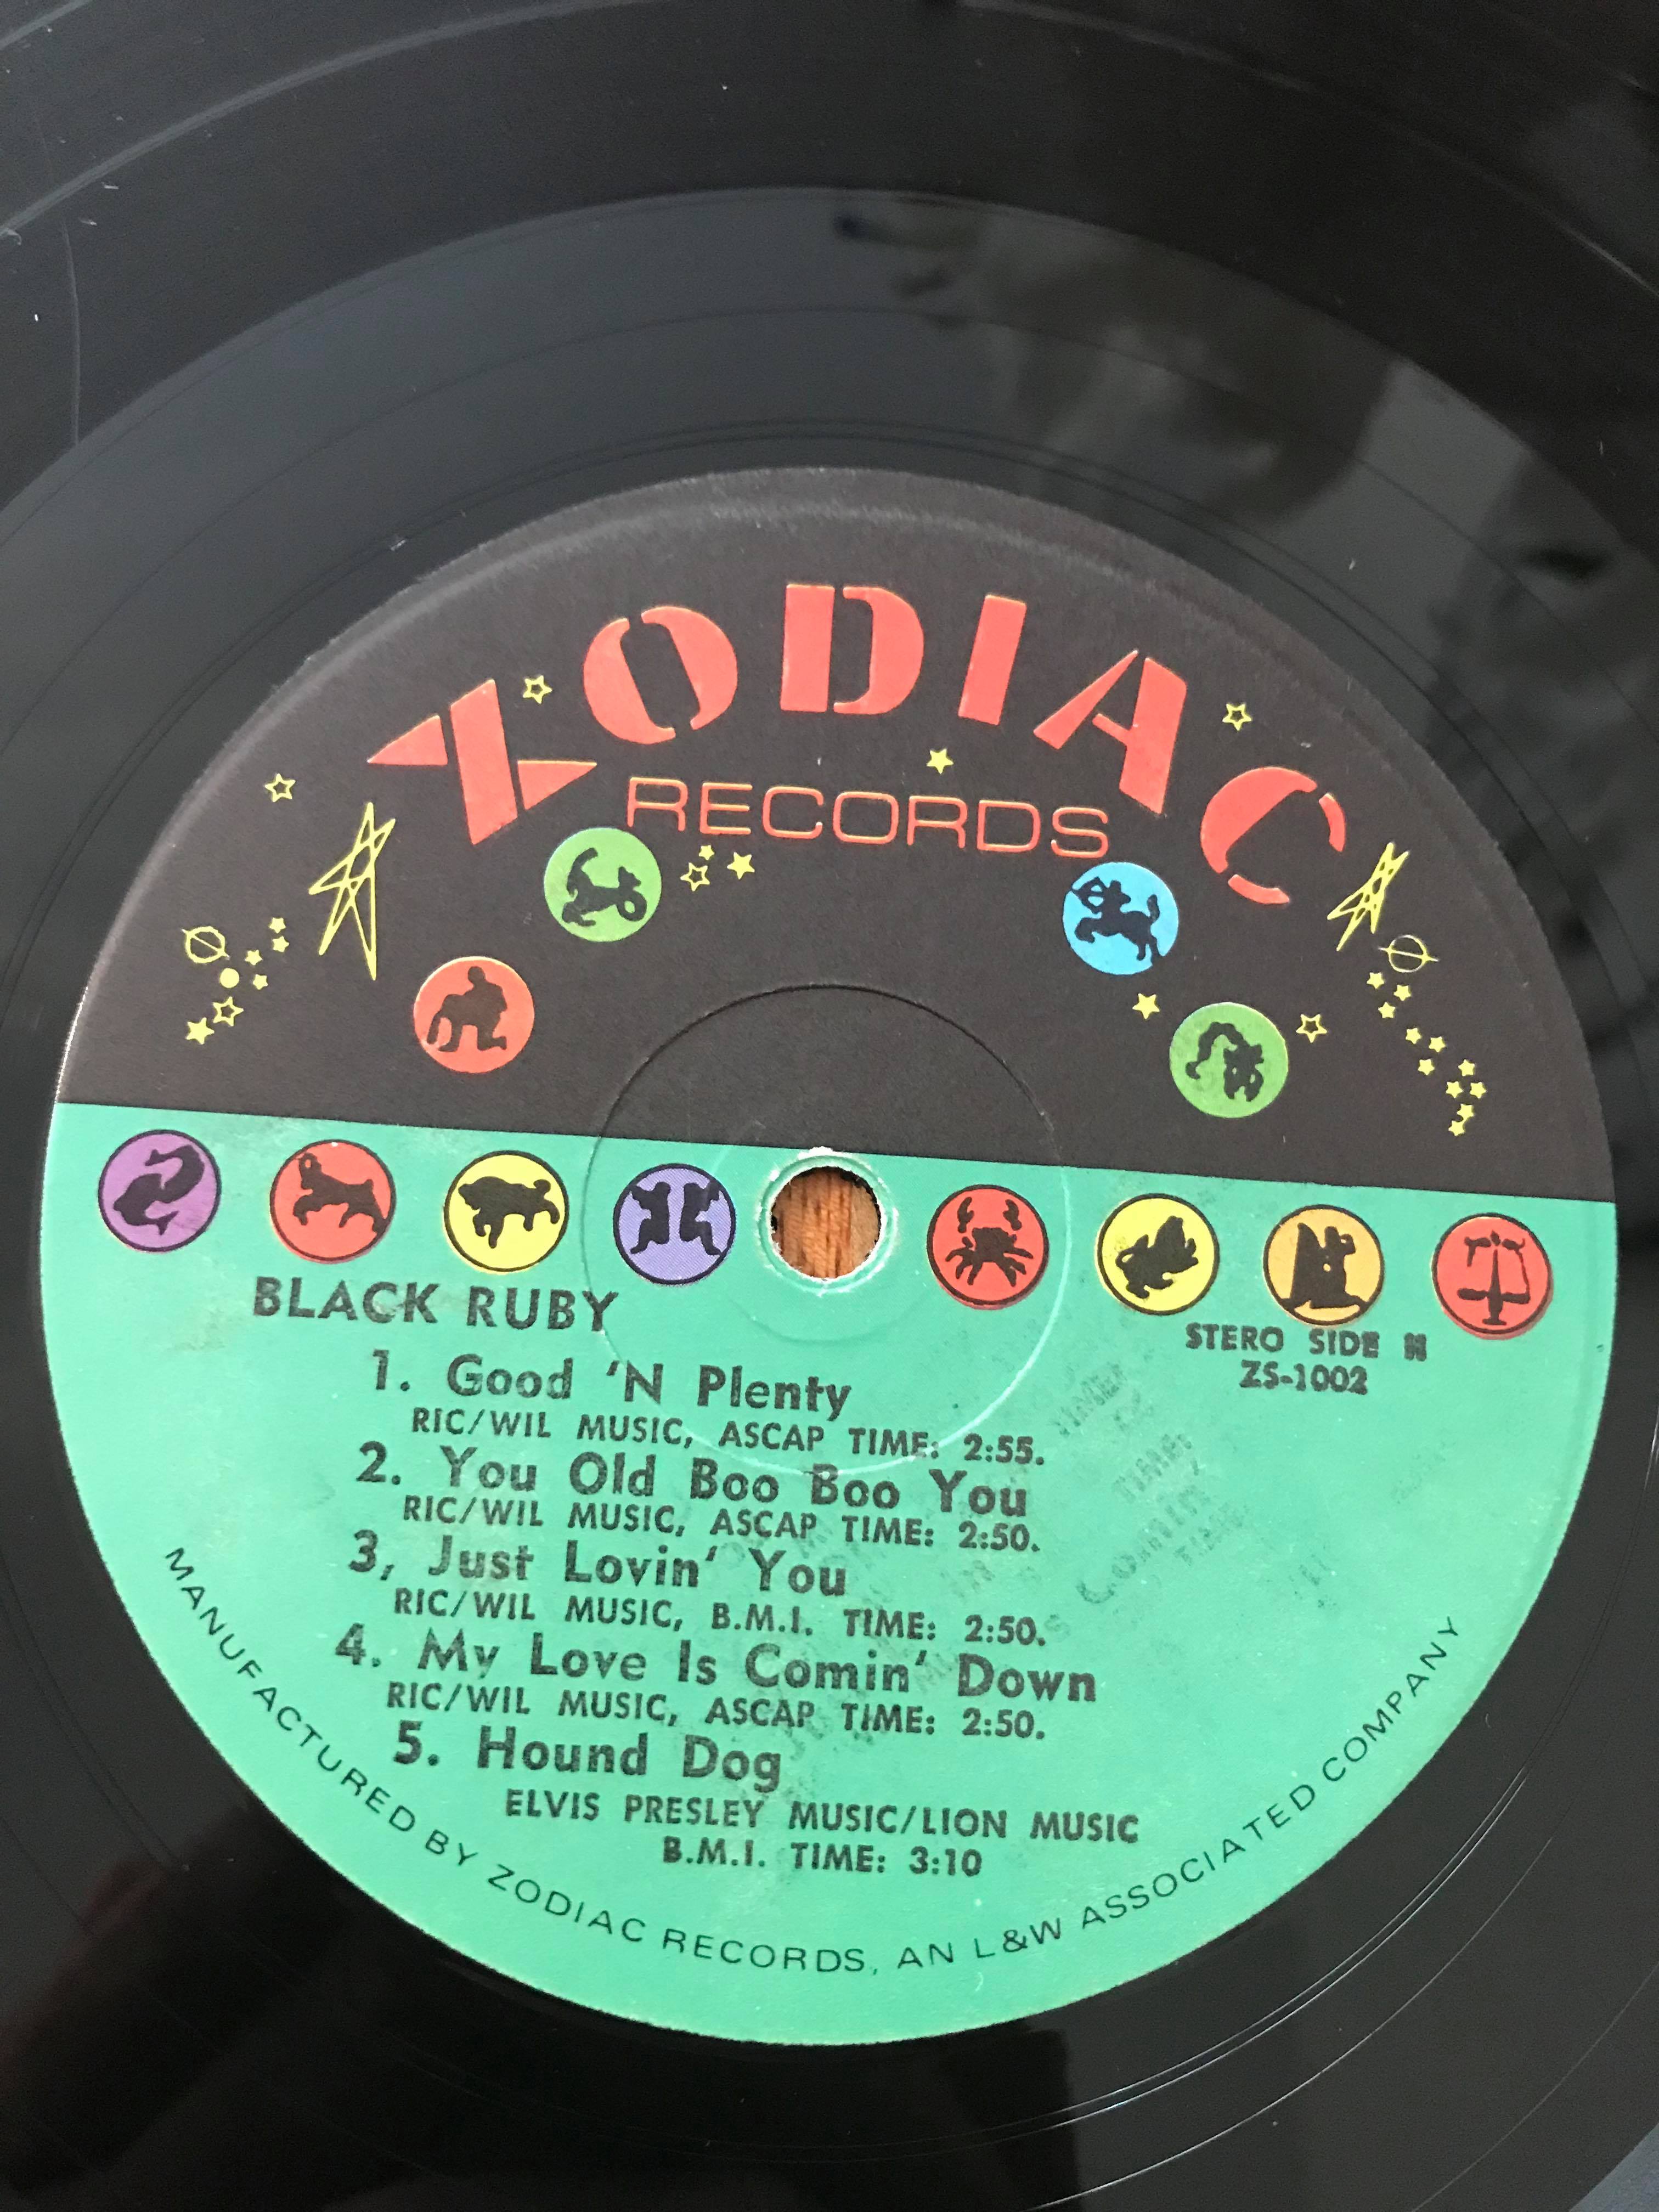 ZODIAC
RECORDS
BLACK RUBY
STERO SIDE
ZS-1002
1. Good 'N Plenty
RIC/WIL MUSIC, ASCAP TIME: 2:55.
2. You Old Boo Boo You
RIC/WIL MUSIC, ASCAP TIME: 2:50.
3, Just Lovin' You
RIC/WIL MUSIC, B.M.I. TIME: 2:50.
4. My Love Is Comin' Down
RIC/WIL MUSIC, ASCAP TIME: 2:50.
5. Hound Dog
ELVIS PRESLEY MUSIC/LION MUSIC
B.M.I. TIME: 3:10
MANUFACTURED BY ZODIAC RECORDS, AN L&W ASSOCIATED COMPANY